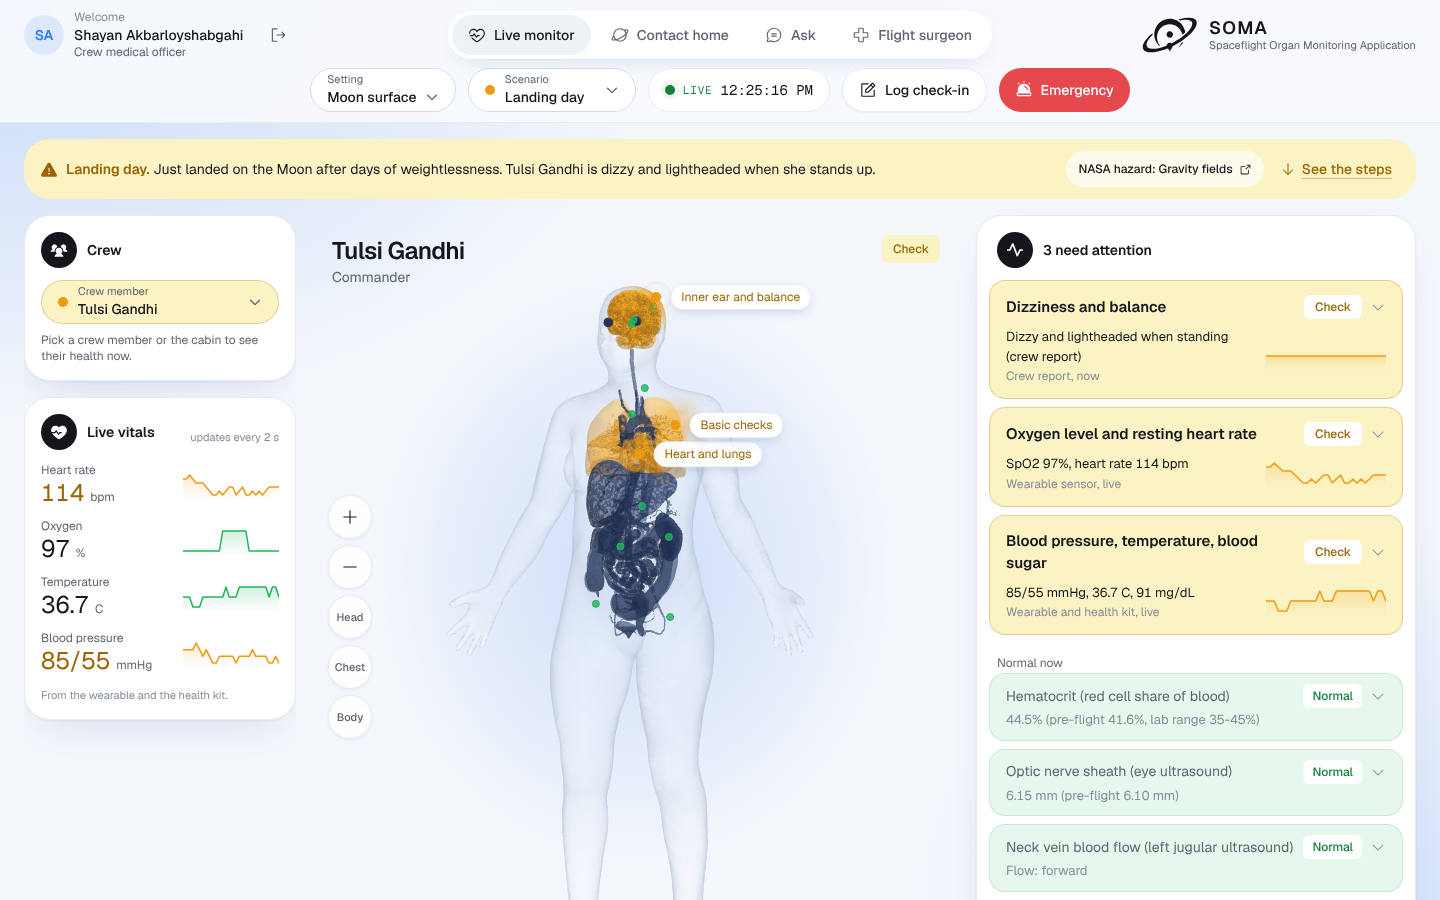 SA
Welcome
Shayan Akbarloyshabgahi
Crew medical officer
Live monitor
Contact home
Ask
Flight surgeon
SOMA
Spaceflight Organ Monitoring Application
Setting
Moon surface
Scenario
Landing day
LIVE 12:25:16 PM
Log check-in
Emergency
Landing day. Just landed on the Moon after days of weightlessness. Tulsi Gandhi is dizzy and lightheaded when she stands up.
NASA hazard: Gravity fields
See the steps
Crew
Crew member
Tulsi Gandhi
Pick a crew member or the cabin to see
their health now.
Live vitals
updates every 2 s
Heart rate
114 bpm
Oxygen
97 %
Temperature
36.7 C
Blood pressure
85/55 mmHg
From the wearable and the health kit.
Tulsi Gandhi
Commander
Check
Inner ear and balance
Basic checks
Heart and lungs
Head
Chest
Body
3 need attention
Dizziness and balance
Check
Dizzy and lightheaded when standing
(crew report)
Crew report, now
Oxygen level and resting heart rate
Check
SpO2 97%, heart rate 114 bpm
Wearable sensor, live
Blood pressure, temperature, blood
sugar
Check
85/55 mmHg, 36.7 C, 91 mg/dL
Wearable and health kit, live
Normal now
Hematocrit (red cell share of blood)
Normal
44.5% (pre-flight 41.6%, lab range 35-45%)
Optic nerve sheath (eye ultrasound)
Normal
6.15 mm (pre-flight 6.10 mm)
Neck vein blood flow (left jugular ultrasound)
Normal
Flow: forward